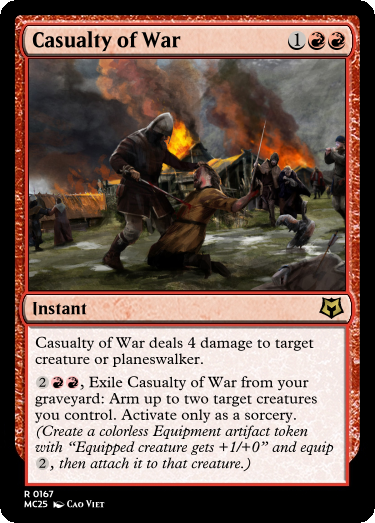 Casualty of War 1
Instant
Casualty of War deals 4 damage to target
creature or planeswalker.
2, Exile Casualty of War from your
graveyard: Arm up to two target creatures
you control. Activate only as a sorcery.
(Create a colorless Equipment artifact token
with “Equipped creature gets +1/+0” and equip
2, then attach it to that creature.)
R 0167
MC25 Cao Viet